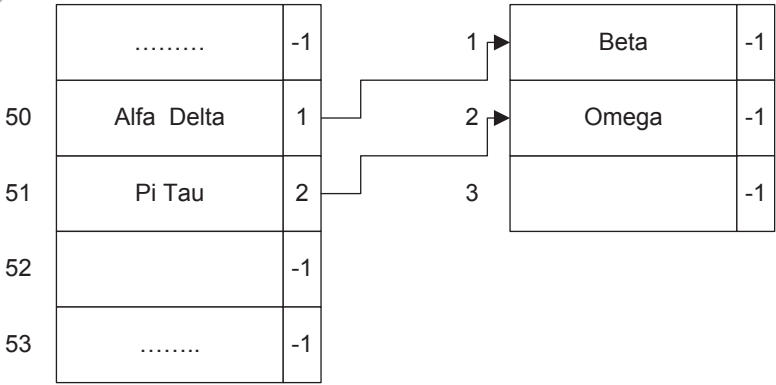 ……… -1
50 Alfa Delta 1
51 Pi Tau 2
52 -1
53 …….. -1
1 Beta -1
2 Omega -1
3 -1